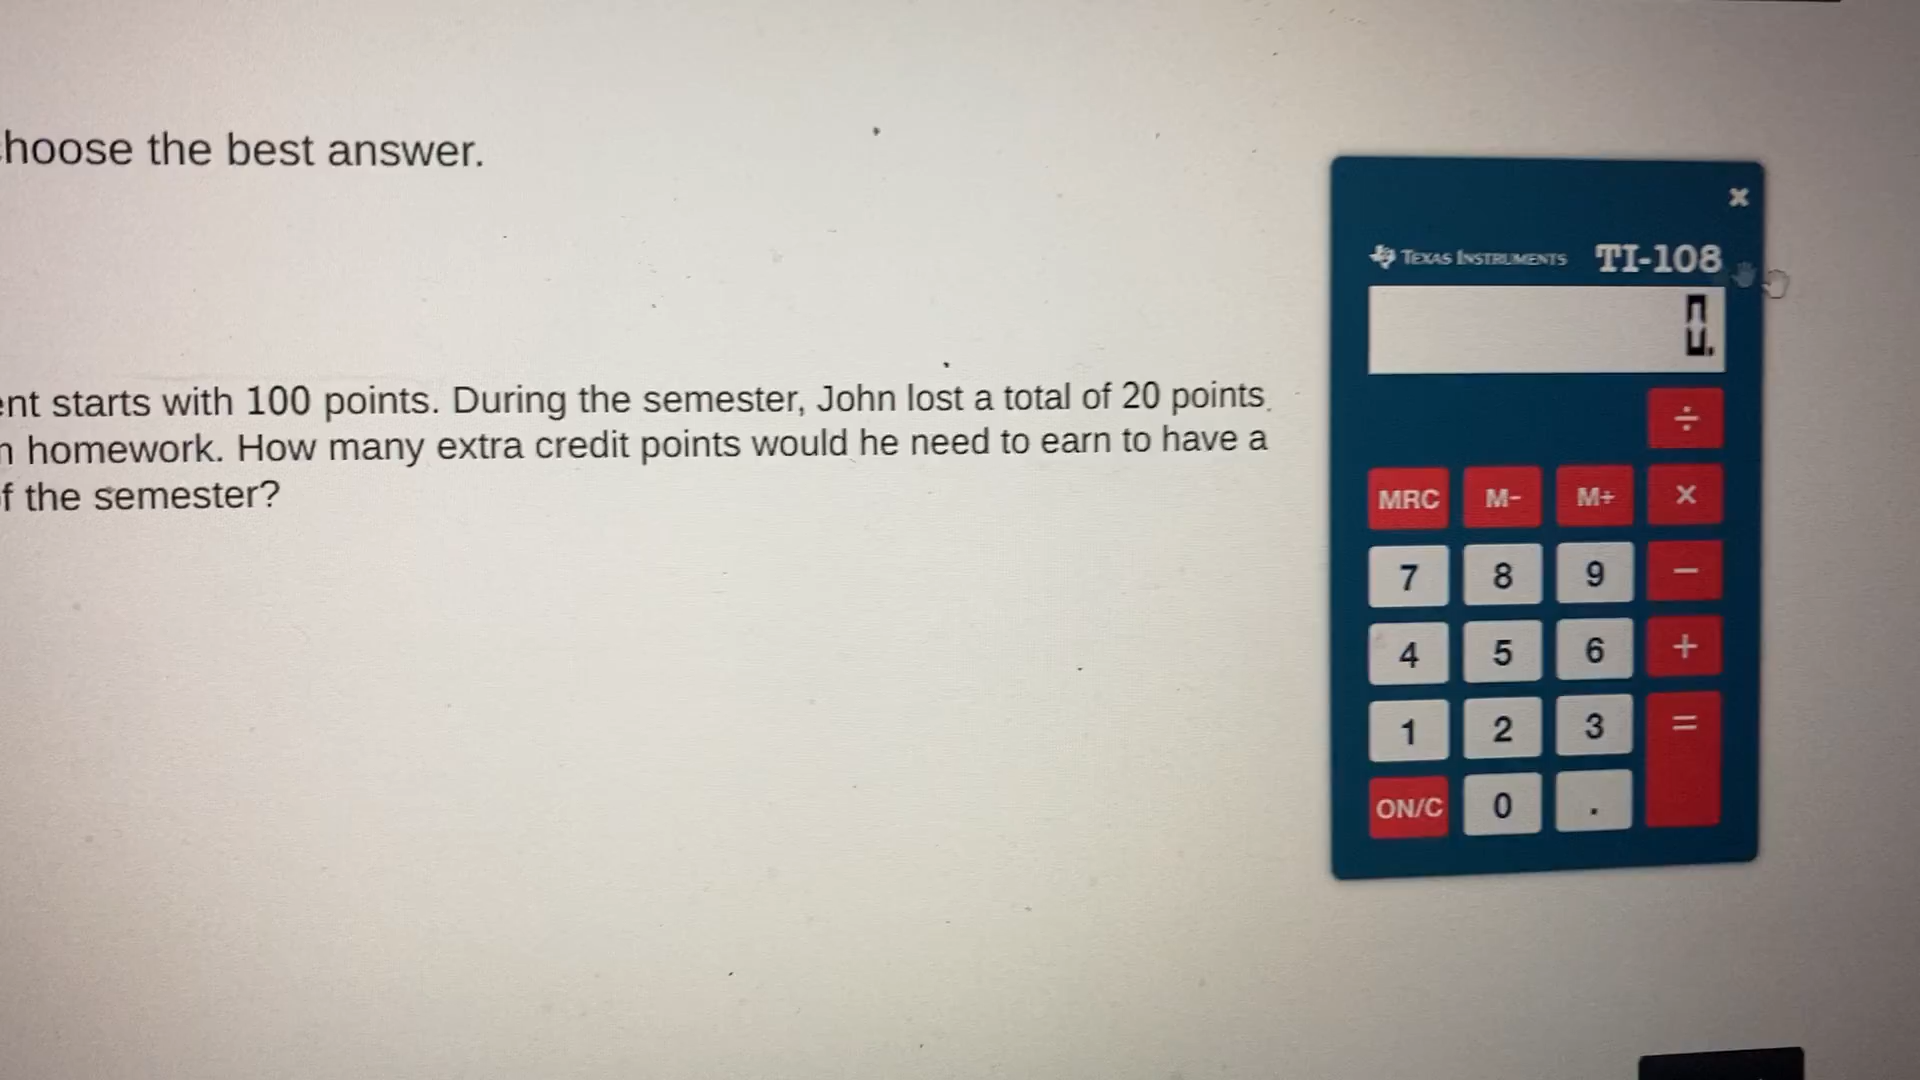 hoose the best answer.
nt starts with 100 points. During the semester, John lost a total of 20 points
homework. How many extra credit points would he need to earn to have a
f the semester?
x
TEXAS INSTRUMENTS TI-108
0.
÷
MRC M- M+ ×
7 8 9 −
4 5 6 +
1 2 3 =
ON/C 0 .